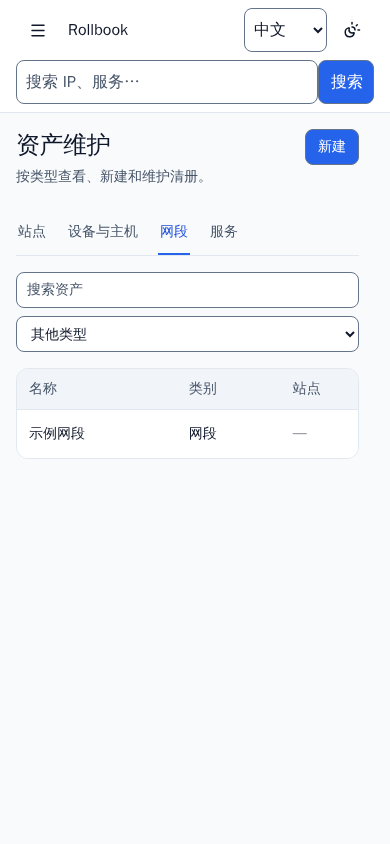 Rollbook
中文
搜索 IP、服务…
搜索
资产维护
新建
按类型查看、新建和维护清册。
站点
设备与主机
网段
服务
搜索资产
其他类型
名称 类别 站点
示例网段 网段 —